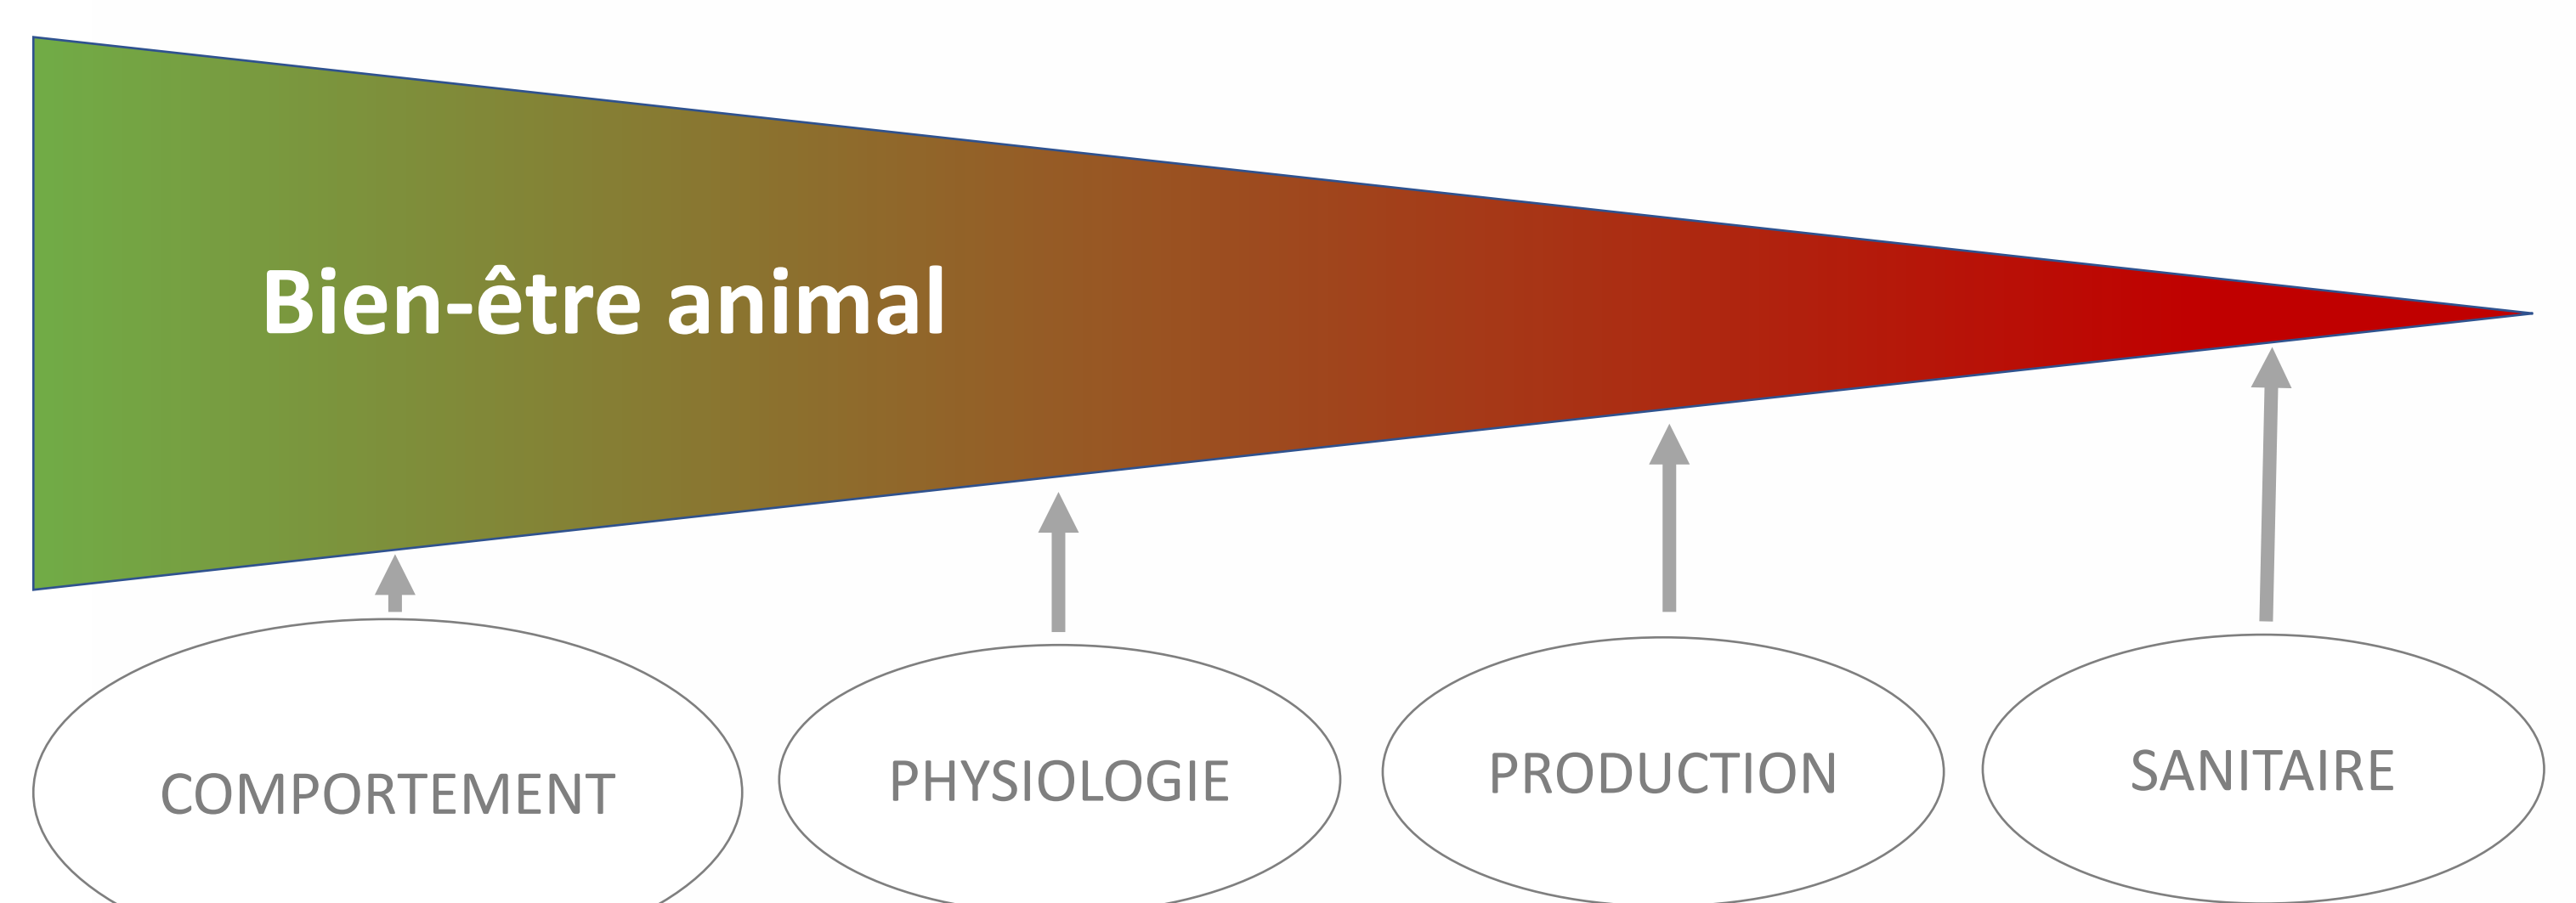 Bien-être animal
COMPORTEMENT
PHYSIOLOGIE
PRODUCTION
SANITAIRE